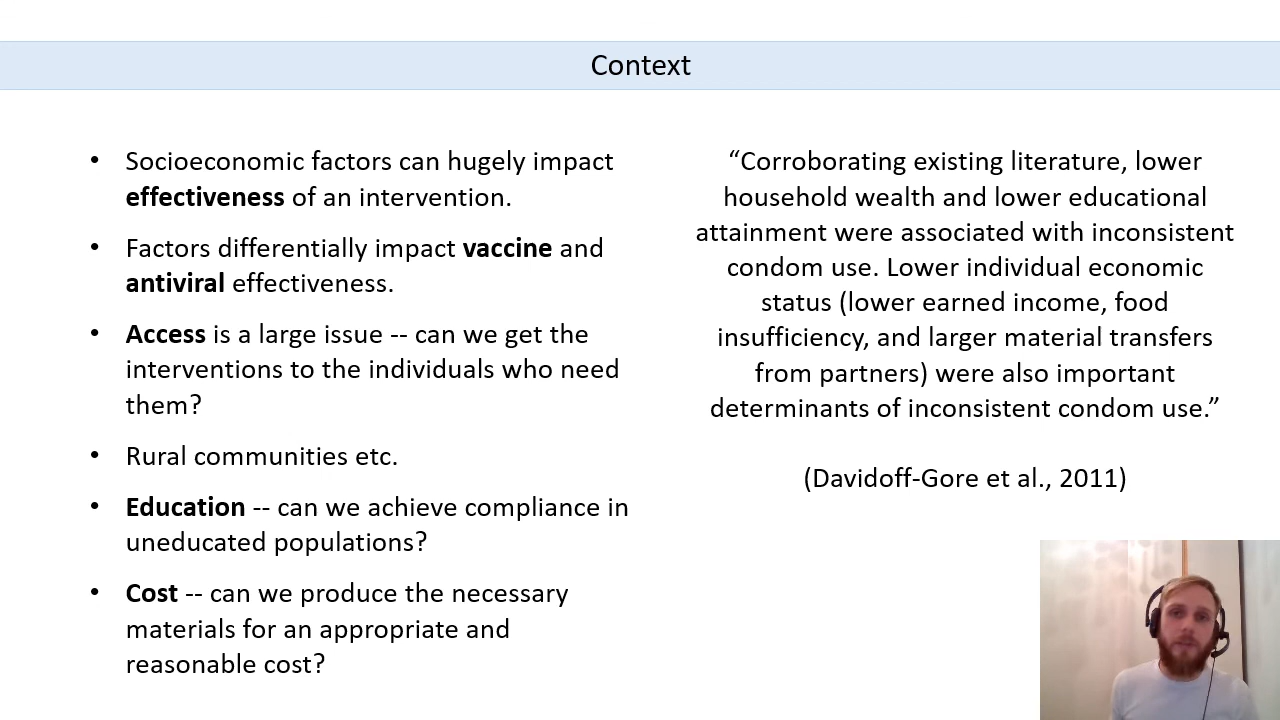 Context
• Socioeconomic factors can hugely impact
effectiveness of an intervention.
• Factors differentially impact vaccine and
antiviral effectiveness.
• Access is a large issue -- can we get the
interventions to the individuals who need
them?
• Rural communities etc.
• Education -- can we achieve compliance in
uneducated populations?
• Cost -- can we produce the necessary
materials for an appropriate and
reasonable cost?
“Corroborating existing literature, lower
household wealth and lower educational
attainment were associated with inconsistent
condom use. Lower individual economic
status (lower earned income, food
insufficiency, and larger material transfers
from partners) were also important
determinants of inconsistent condom use.”
(Davidoff-Gore et al., 2011)